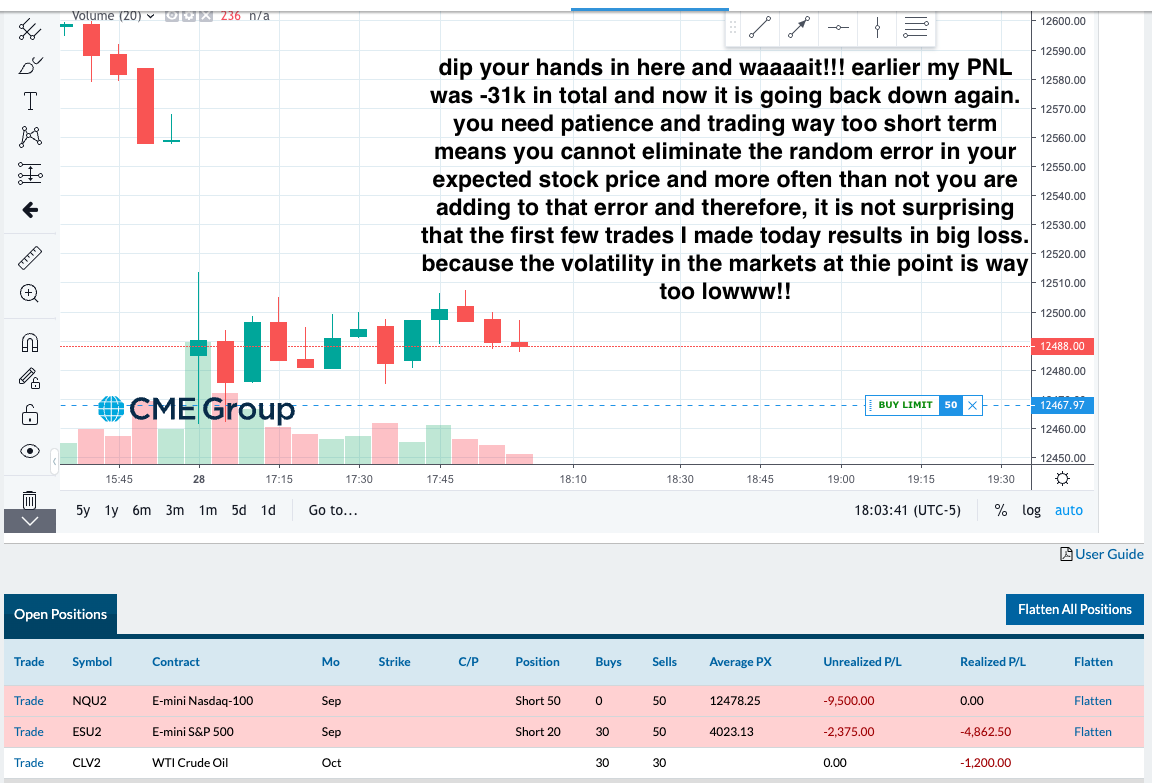 Volume (20) 236 n/a
12600.00
dip your hands in here and waaaait!!! earlier my PNL
was -31k in total and now it is going back down again.
you need patience and trading way too short term
means you cannot eliminate the random error in your
expected stock price and more often than not you are
adding to that error and therefore, it is not surprising
that the first few trades I made today results in big loss.
because the volatility in the markets at thie point is way
too lowww!!
12590.00
12580.00
12570.00
12560.00
12550.00
12540.00
12530.00
12520.00
12510.00
12500.00
12488.00
12480.00
BUY LIMIT 50
12467.97
12460.00
12450.00
CME Group
15:45 28 17:15 17:30 17:45 18:10 18:30 18:45 19:00 19:15 19:30
5y 1y 6m 3m 1m 5d 1d Go to... 18:03:41 (UTC-5) % log auto
User Guide
Open Positions Flatten All Positions
Trade Symbol Contract Mo Strike C/P Position Buys Sells Average PX Unrealized P/L Realized P/L Flatten
Trade NQU2 E-mini Nasdaq-100 Sep Short 50 0 50 12478.25 -9,500.00 0.00 Flatten
Trade ESU2 E-mini S&P 500 Sep Short 20 30 50 4023.13 -2,375.00 -4,862.50 Flatten
Trade CLV2 WTI Crude Oil Oct 30 30 0.00 -1,200.00